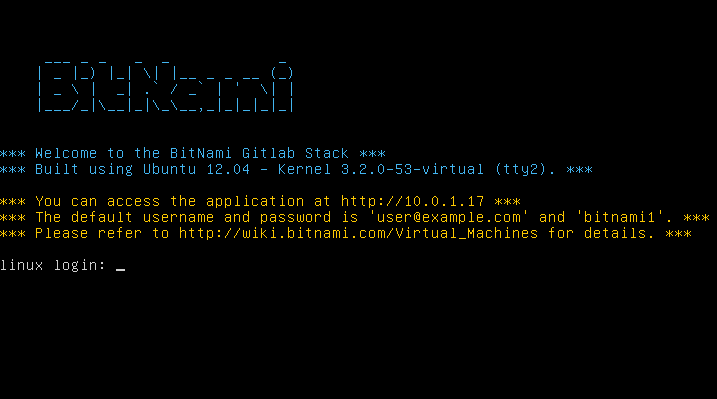 BitNami
*** Welcome to the BitNami Gitlab Stack ***
*** Built using Ubuntu 12.04 - Kernel 3.2.0-53-virtual (tty2). ***
*** You can access the application at http://10.0.1.17 ***
*** The default username and password is 'user@example.com' and 'bitnami1'. ***
*** Please refer to http://wiki.bitnami.com/Virtual_Machines for details. ***
linux login: _